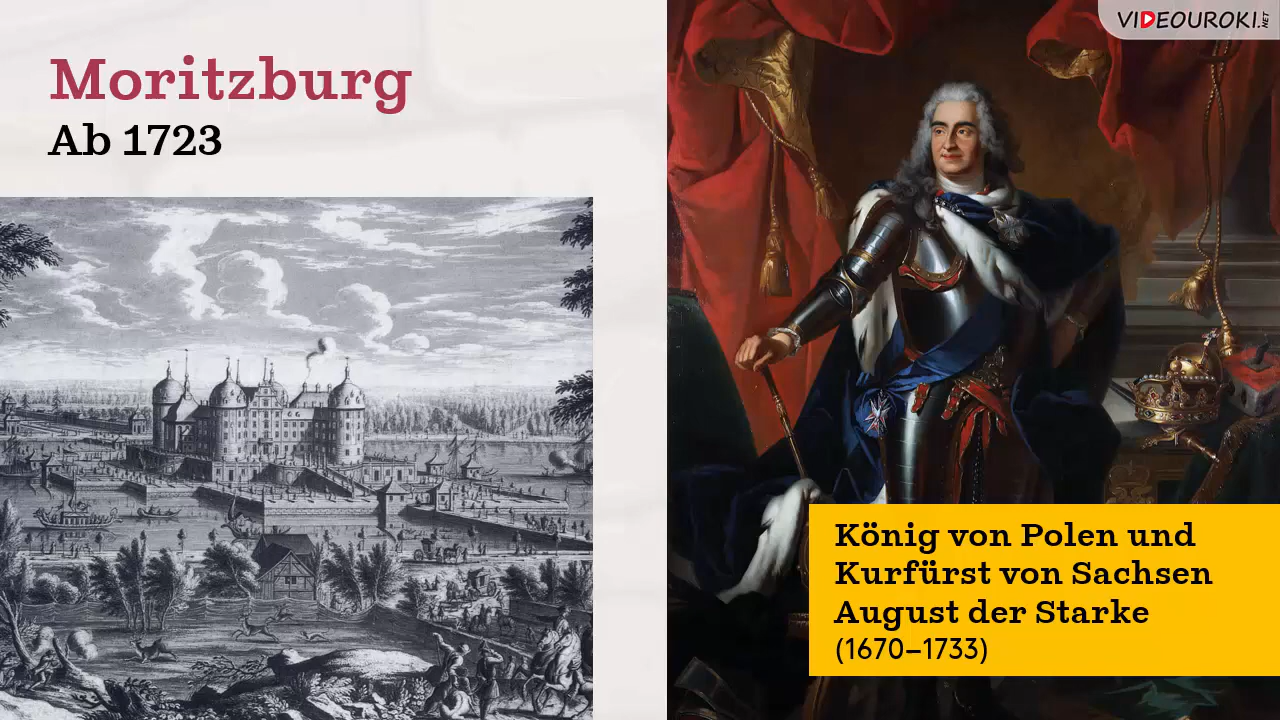 Moritzburg
Ab 1723
VIDEOUROKI.NET
König von Polen und
Kurfürst von Sachsen
August der Starke
(1670–1733)